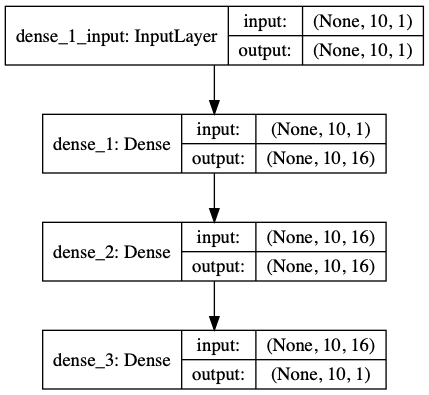 dense_1_input: InputLayer
input: (None, 10, 1)
output: (None, 10, 1)
dense_1: Dense
input: (None, 10, 1)
output: (None, 10, 16)
dense_2: Dense
input: (None, 10, 16)
output: (None, 10, 16)
dense_3: Dense
input: (None, 10, 16)
output: (None, 10, 1)